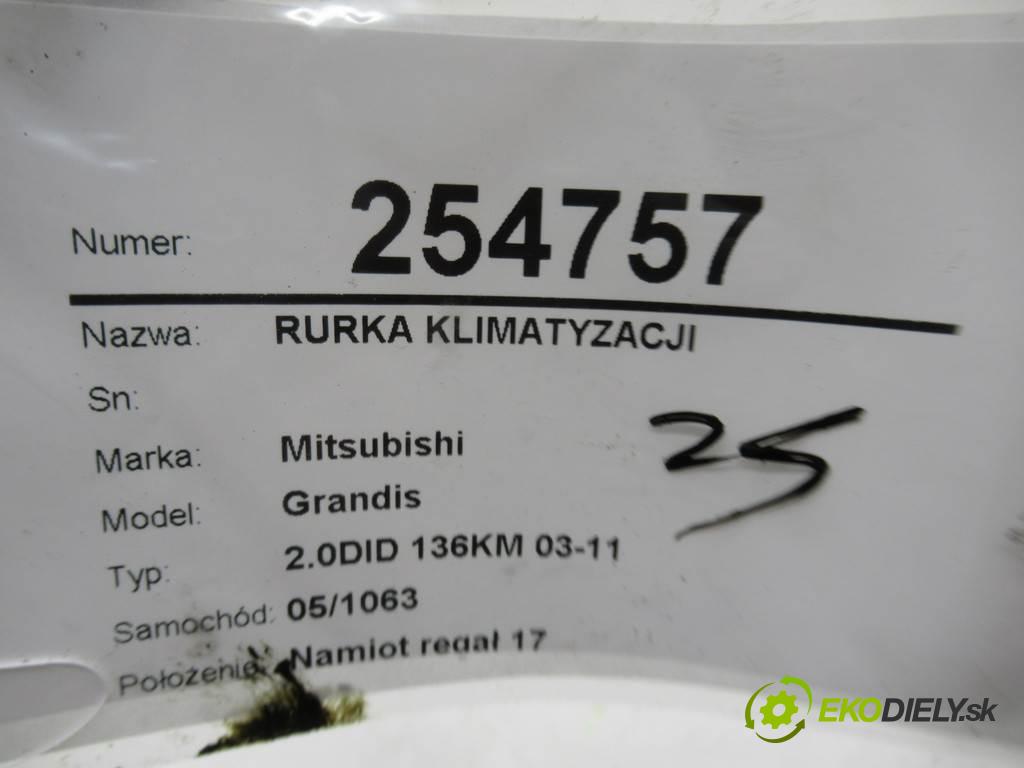 Numer: 254757
Nazwa: RURKA KLIMATYZACJI
Sn:
Marka: Mitsubishi
Model: Grandis
25
Typ: 2.0DID 136KM 03-11
Samochód: 05/1063
Położenie: Namiot regał 17
EKODIELY.sk